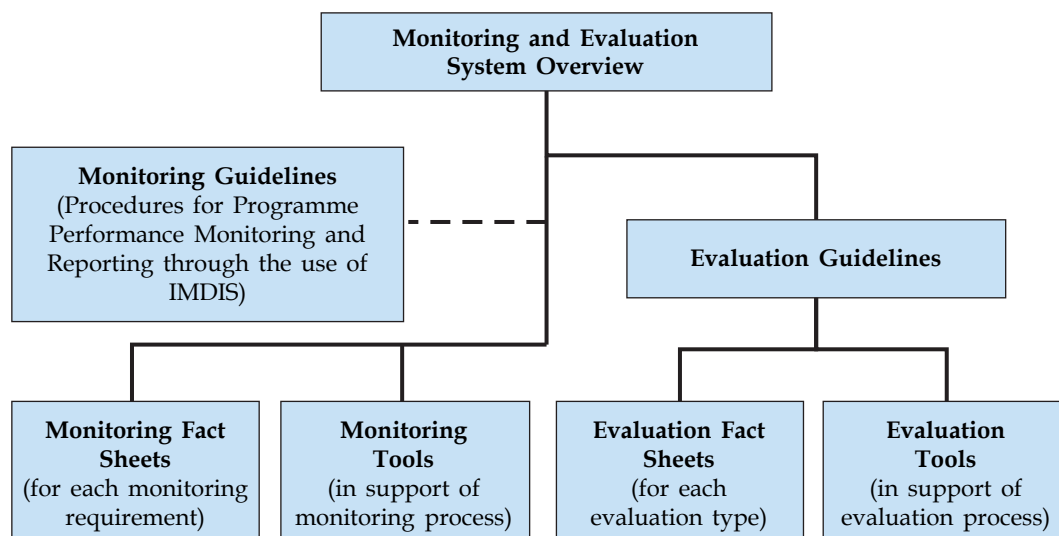 Monitoring and Evaluation
System Overview
Monitoring Guidelines
(Procedures for Programme
Performance Monitoring and
Reporting through the use of
IMDIS)
Evaluation Guidelines
Monitoring Fact
Sheets
(for each monitoring
requirement)
Monitoring
Tools
(in support of
monitoring process)
Evaluation Fact
Sheets
(for each
evaluation type)
Evaluation
Tools
(in support of
evaluation process)